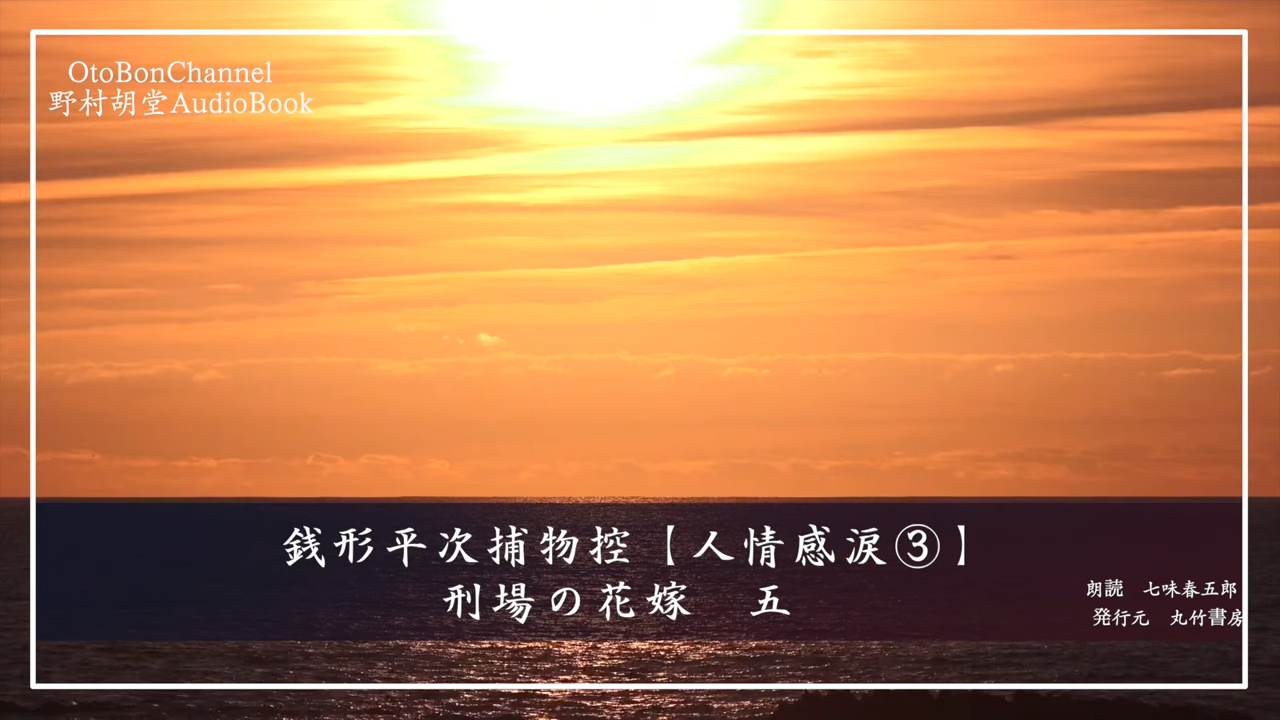 OtoBonChannel
野村胡堂AudioBook
銭形平次捕物控【人情感涙③】
刑場の花嫁　五
朗読　七味春五郎
発行元　丸竹書房